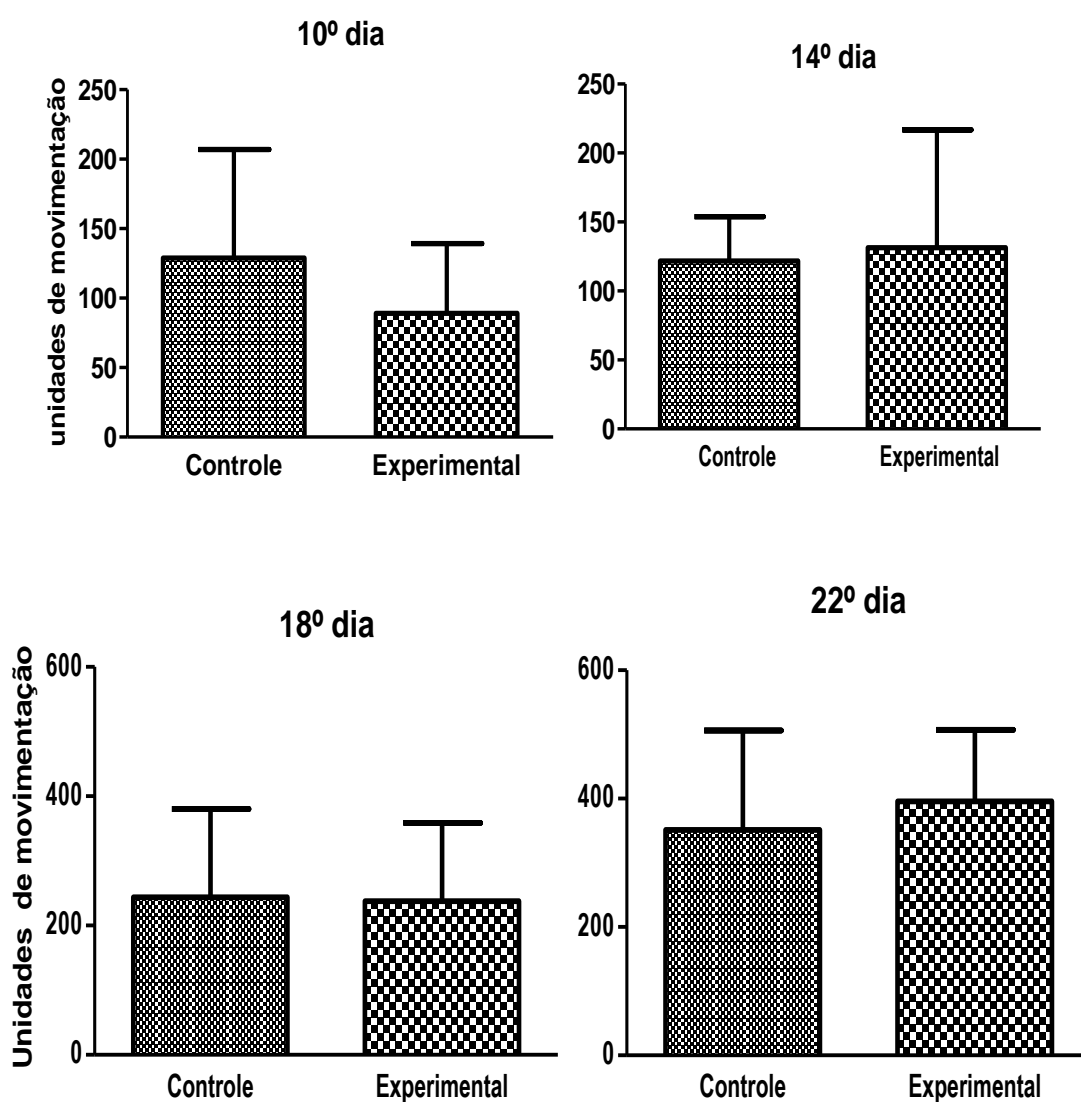 10º dia
unidades de movimentação
250
200
150
100
50
0
Controle
Experimental
14º dia
250
200
150
100
50
0
Controle
Experimental
18º dia
Unidades de movimentação
600
400
200
0
Controle
Experimental
22º dia
600
400
200
0
Controle
Experimental